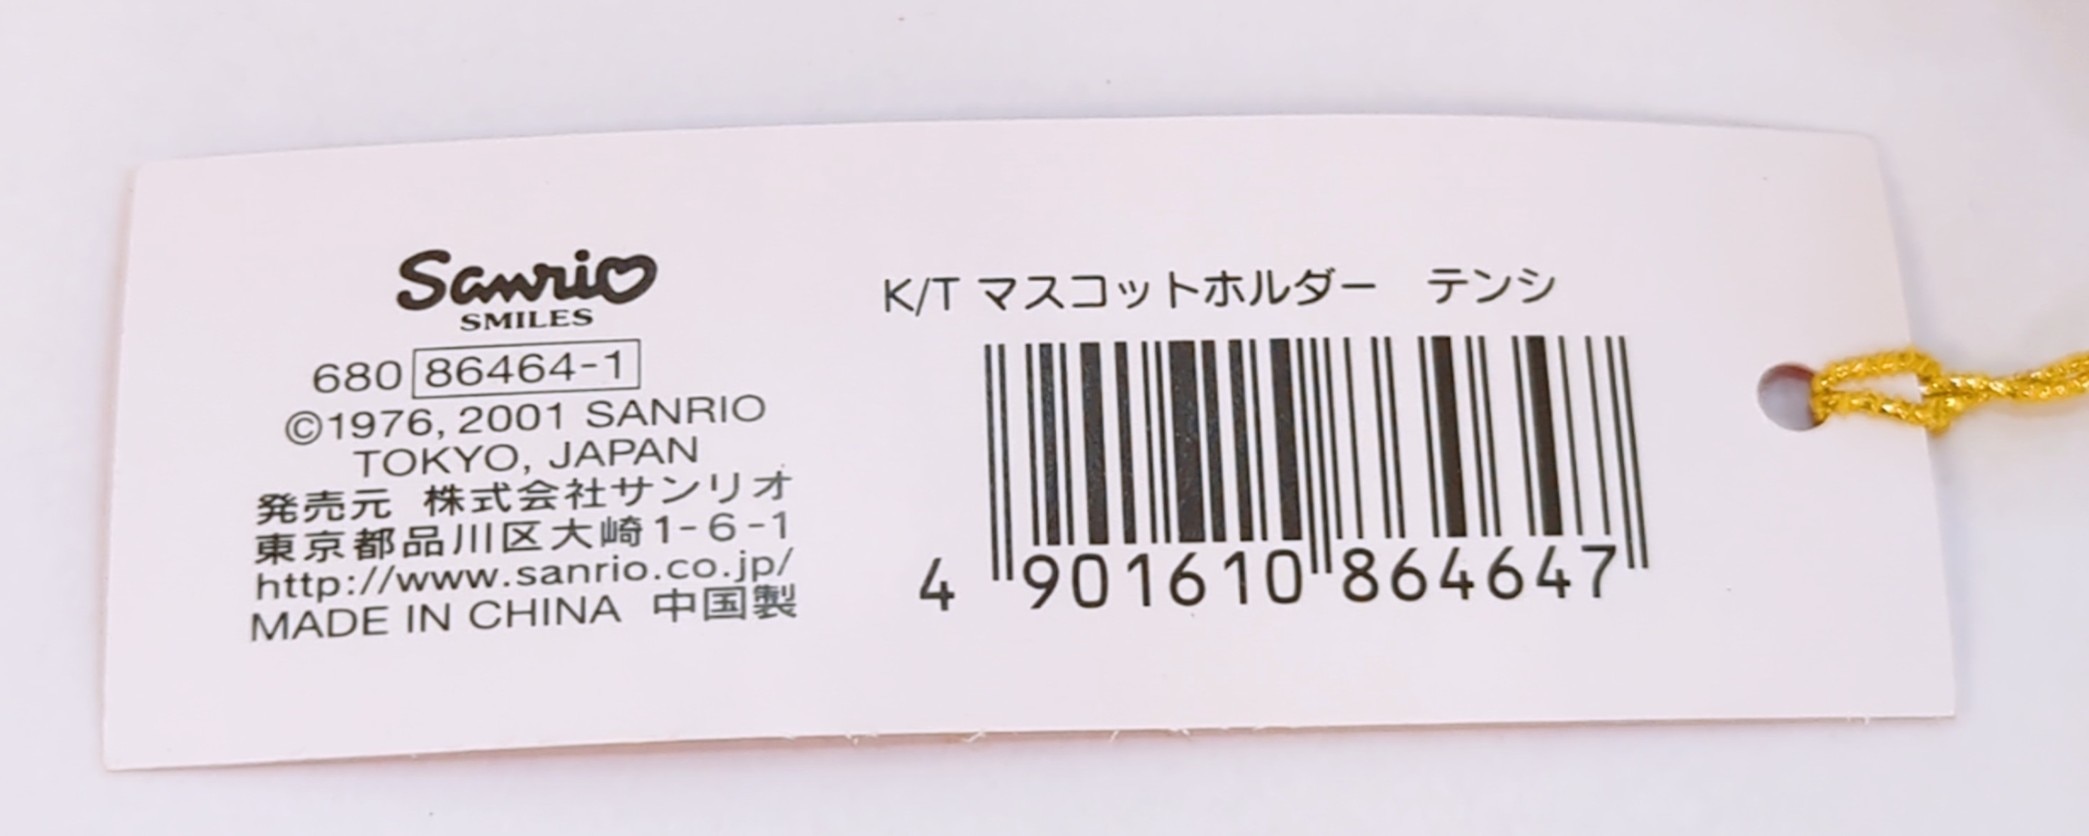 Sanrio
SMILES
680 86464-1
©1976, 2001 SANRIO
TOKYO, JAPAN
発売元 株式会社サンリオ
東京都品川区大崎1-6-1
http://www.sanrio.co.jp/
MADE IN CHINA 中国製
K/T マスコットホルダー テンシ
4 901610 864647